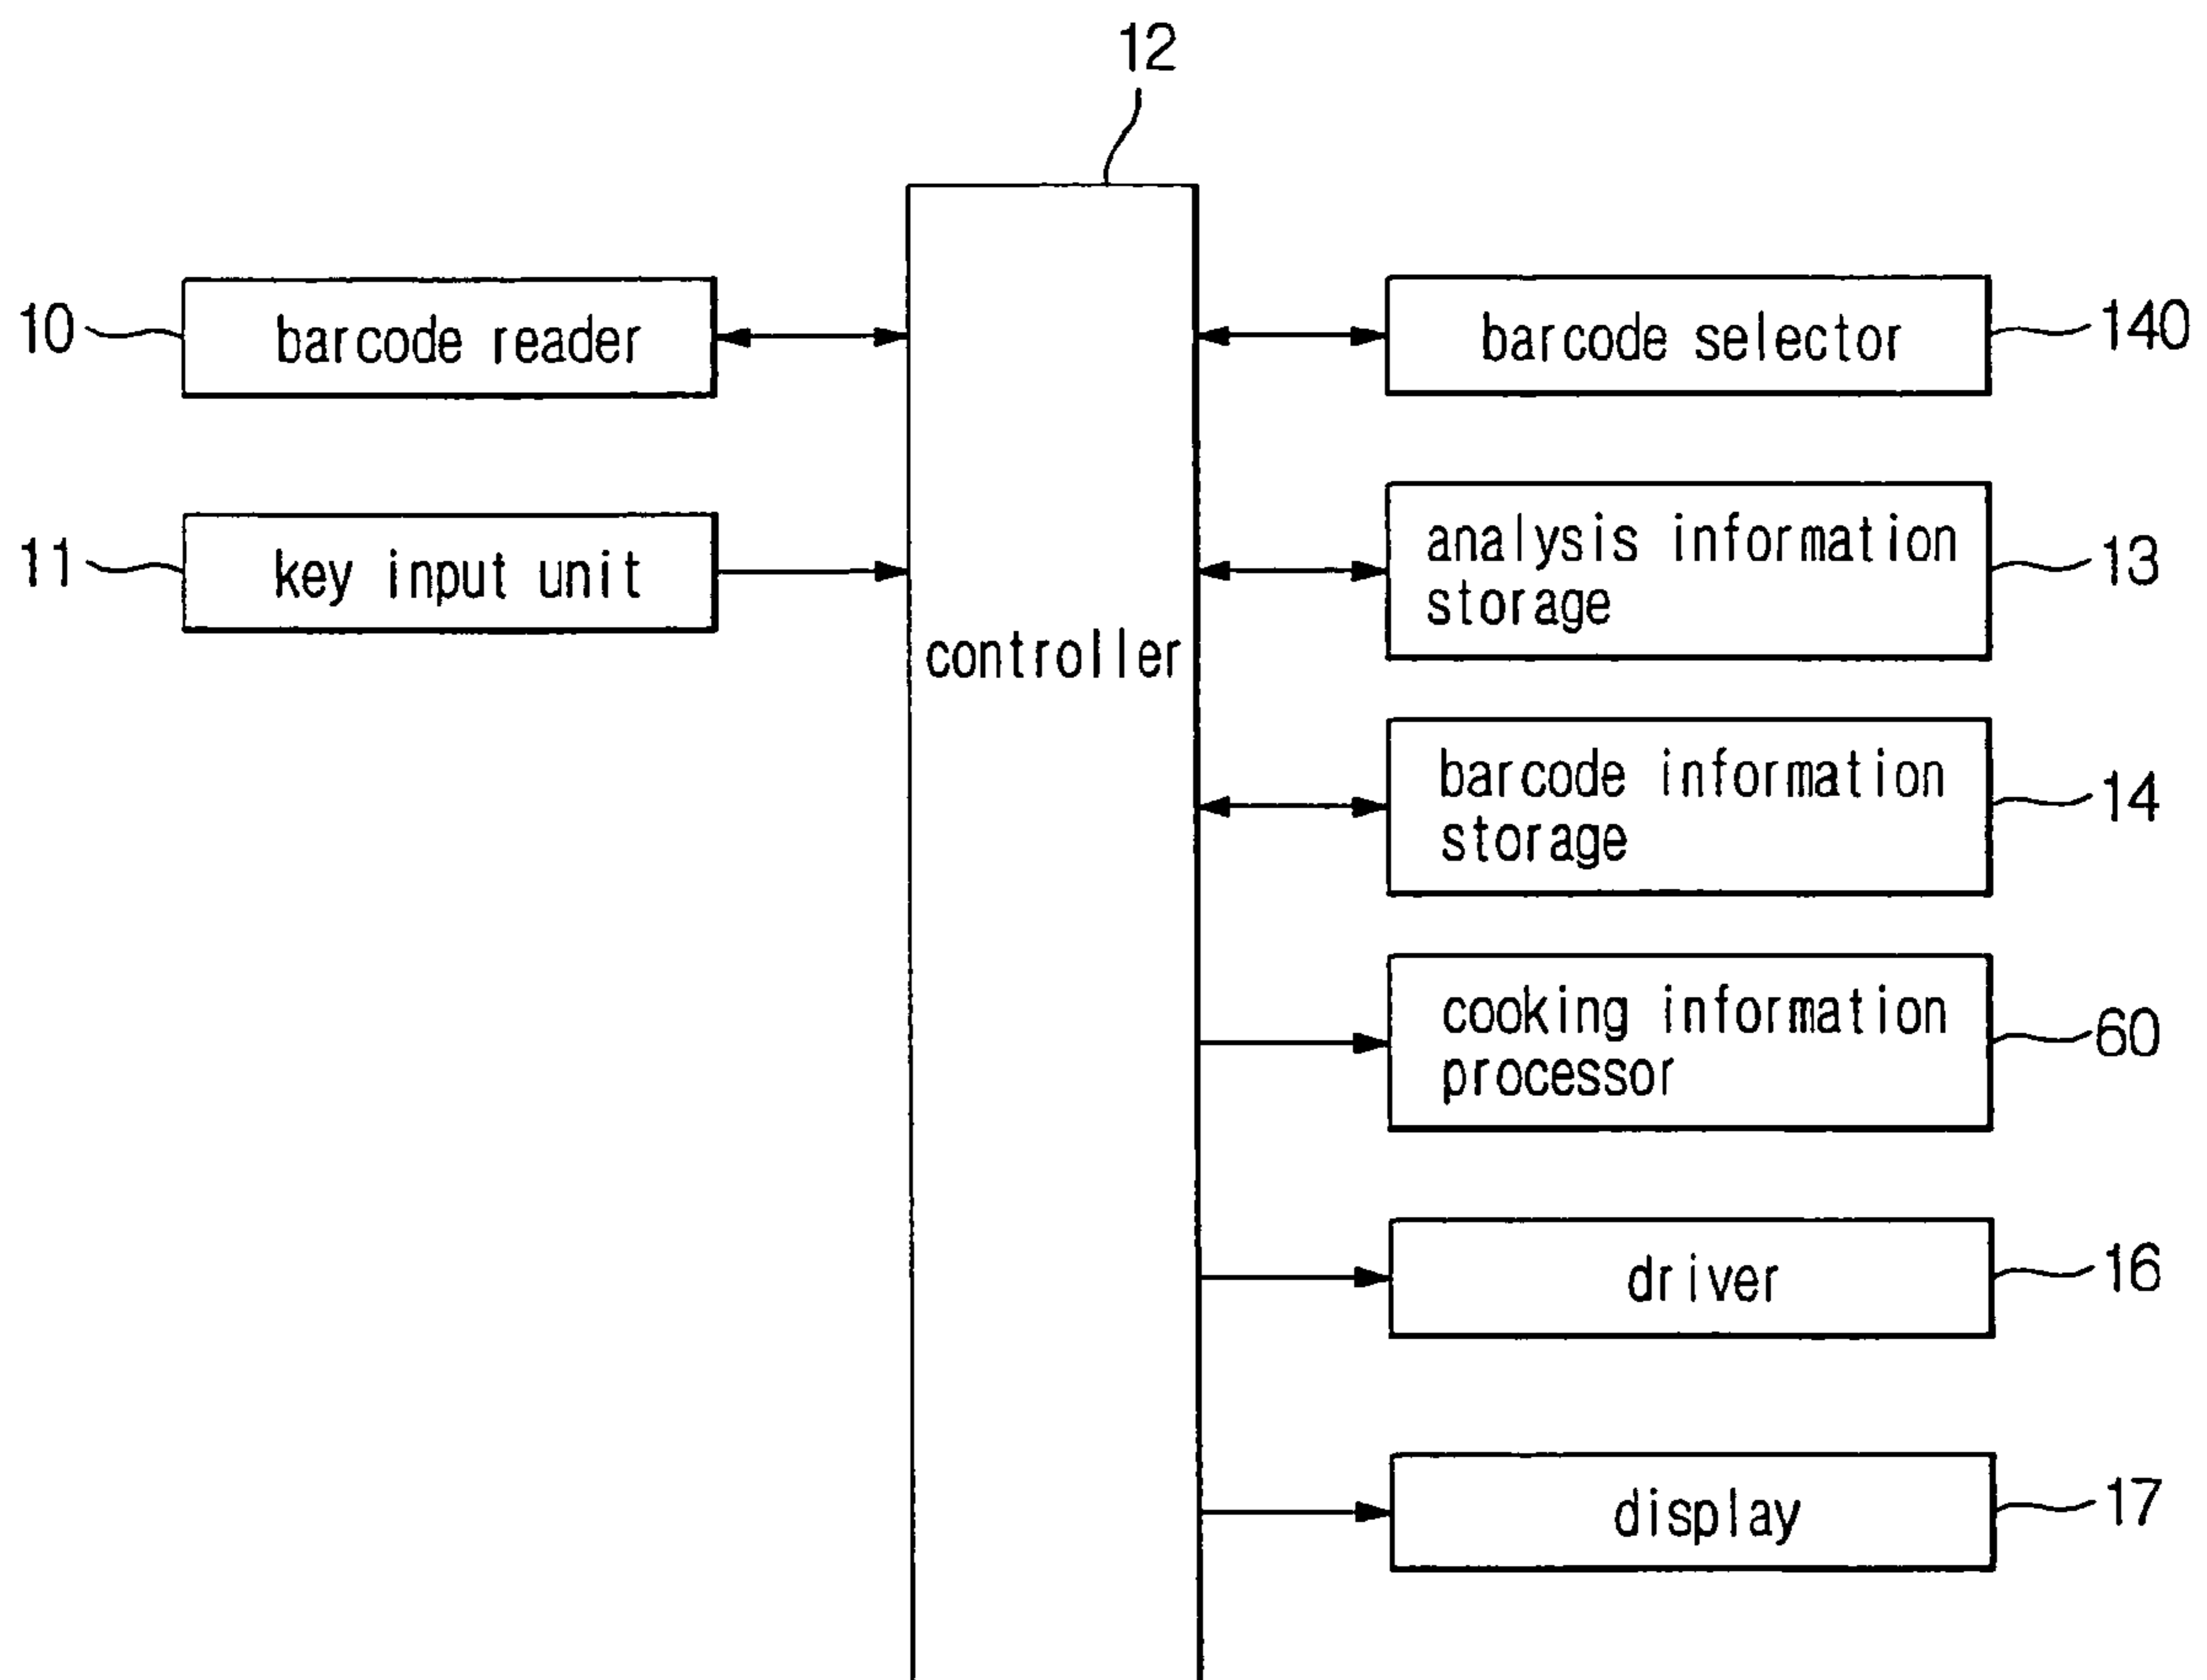 12
10
barcode reader
barcode selector
140
11
key input unit
analysis information
storage
13
controller
barcode information
storage
14
cooking information
processor
60
driver
16
display
17